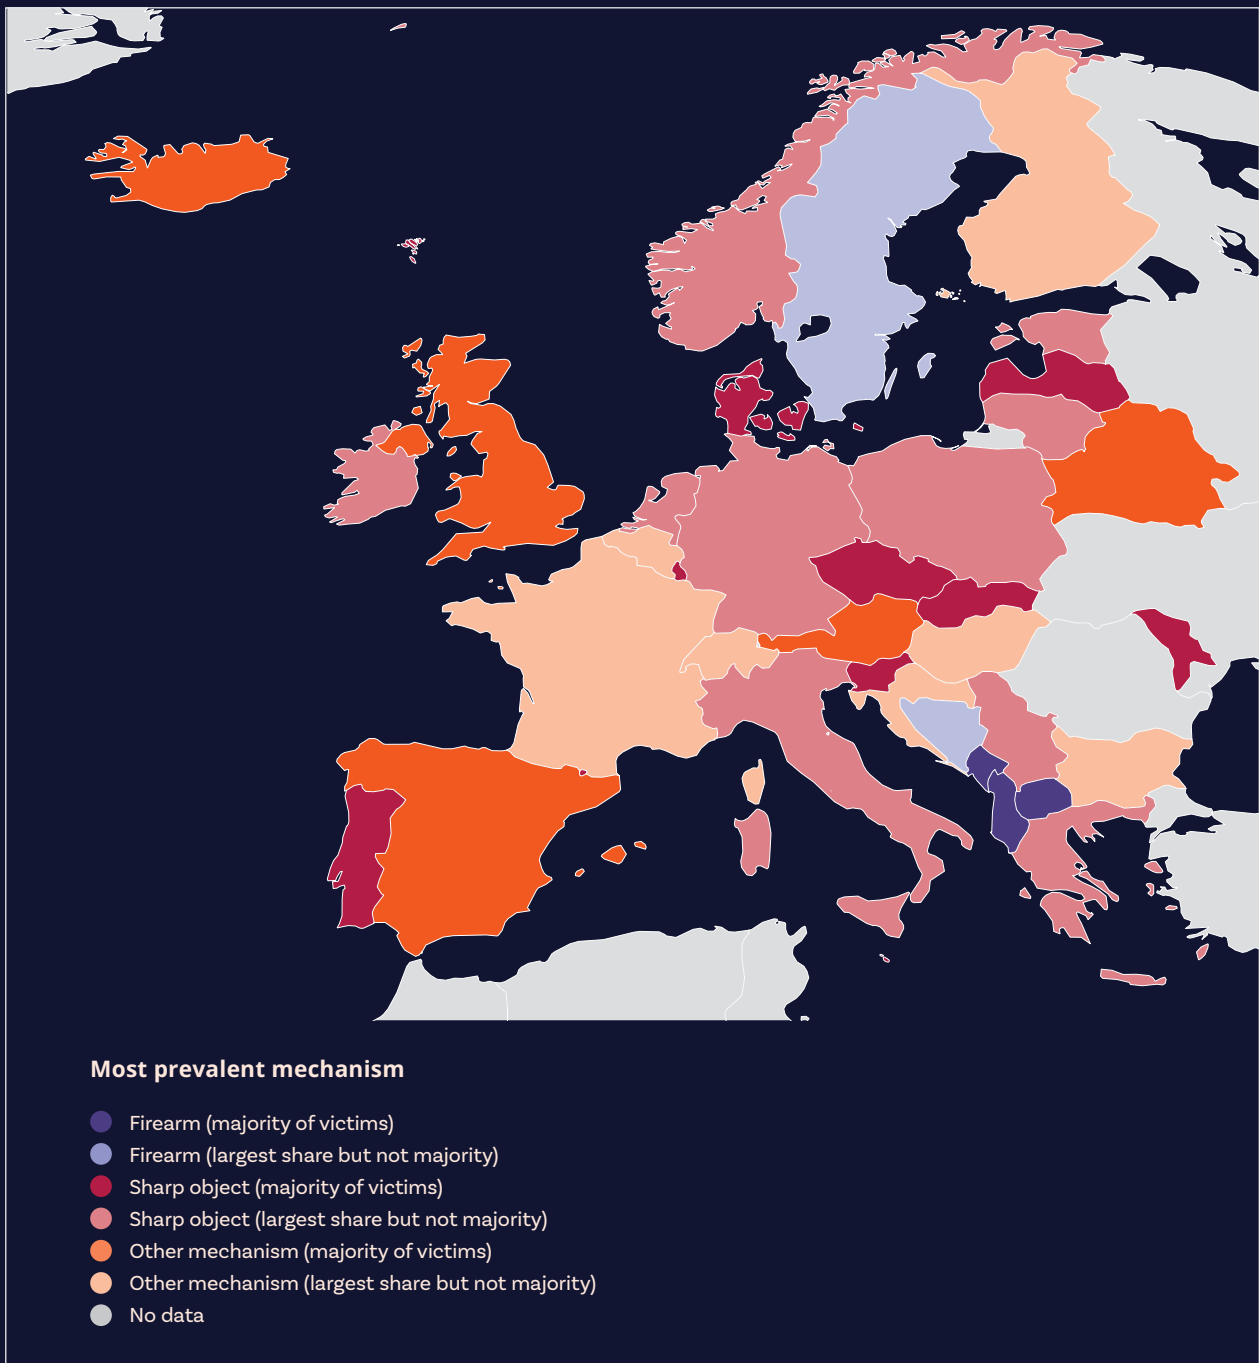 Most prevalent mechanism
Firearm (majority of victims)
Firearm (largest share but not majority)
Sharp object (majority of victims)
Sharp object (largest share but not majority)
Other mechanism (majority of victims)
Other mechanism (largest share but not majority)
No data